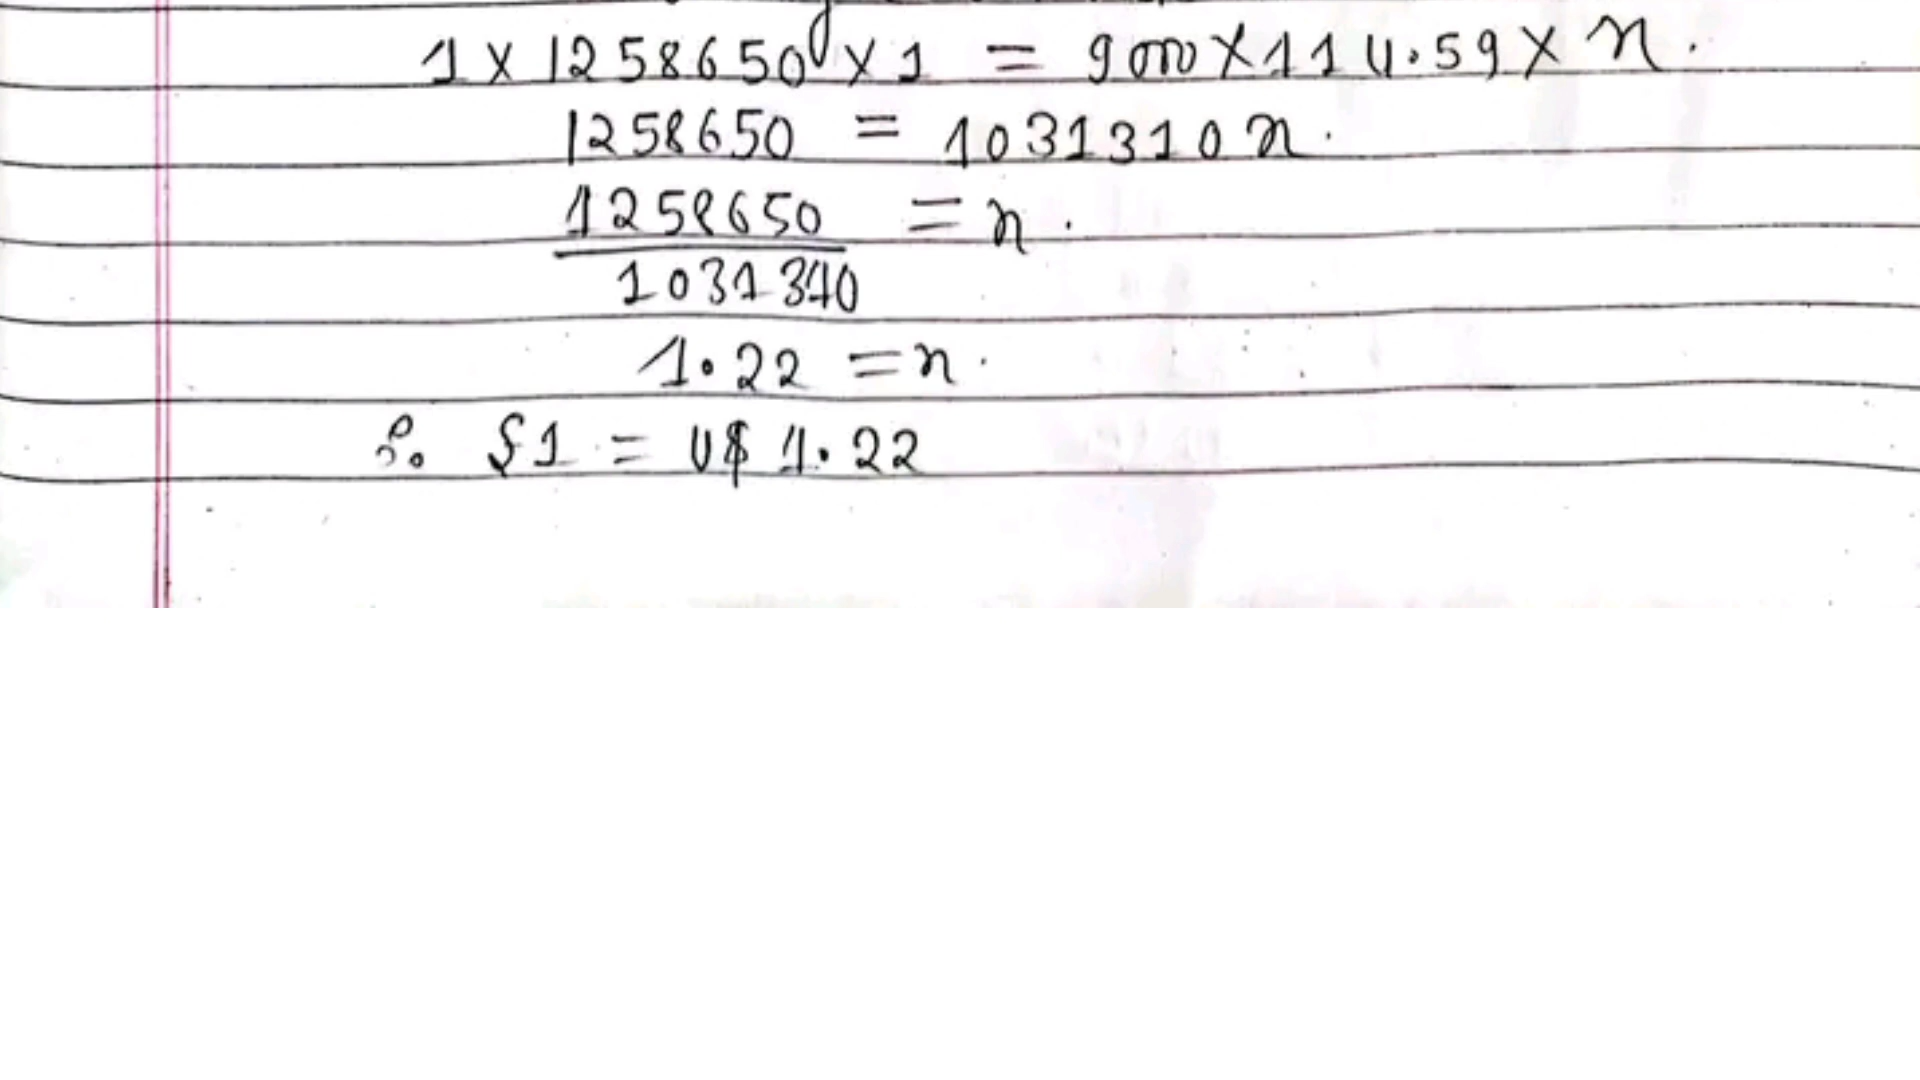 1 x 1258650 x 1 = 9000 x 114.59 x x.
1258650 = 1031310 x.
1258650 = x.
1031310
1.22 = x.
∴ £1 = U$ 1.22